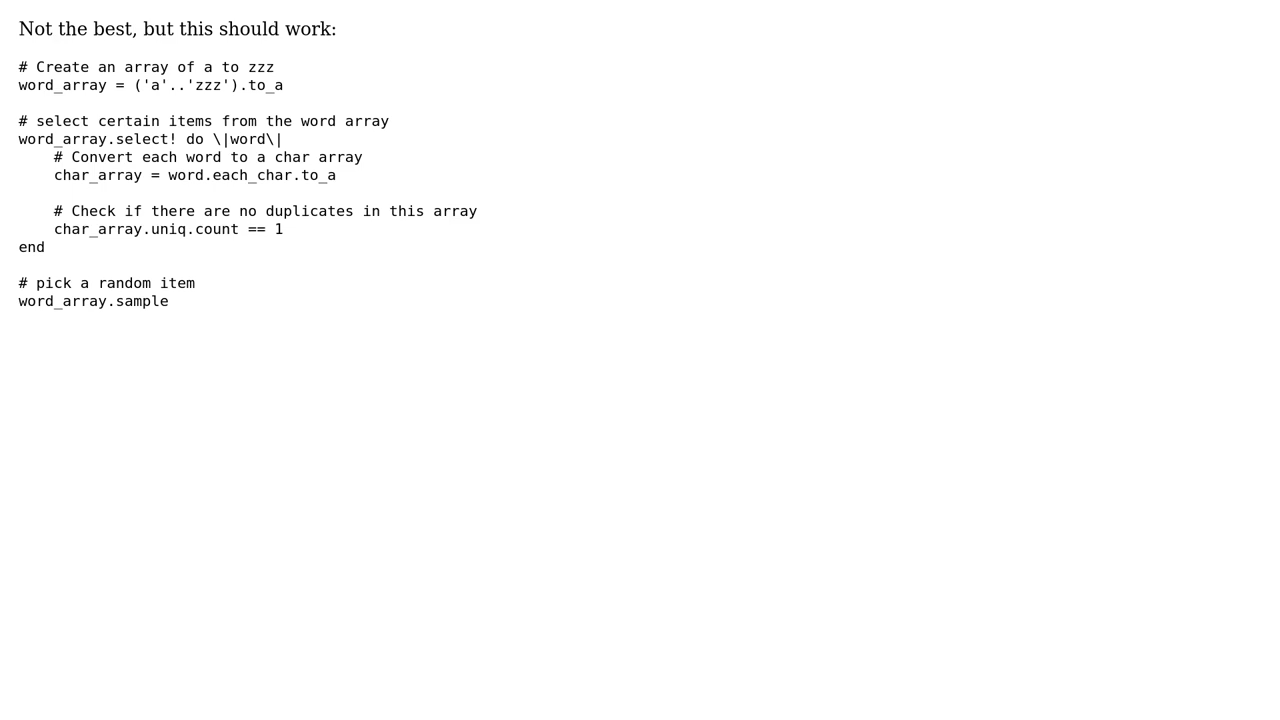 Not the best, but this should work:
# Create an array of a to zzz
word_array = ('a'..'zzz').to_a
# select certain items from the word array
word_array.select! do \|word\|
    # Convert each word to a char array
    char_array = word.each_char.to_a
    # Check if there are no duplicates in this array
    char_array.uniq.count == 1
end
# pick a random item
word_array.sample